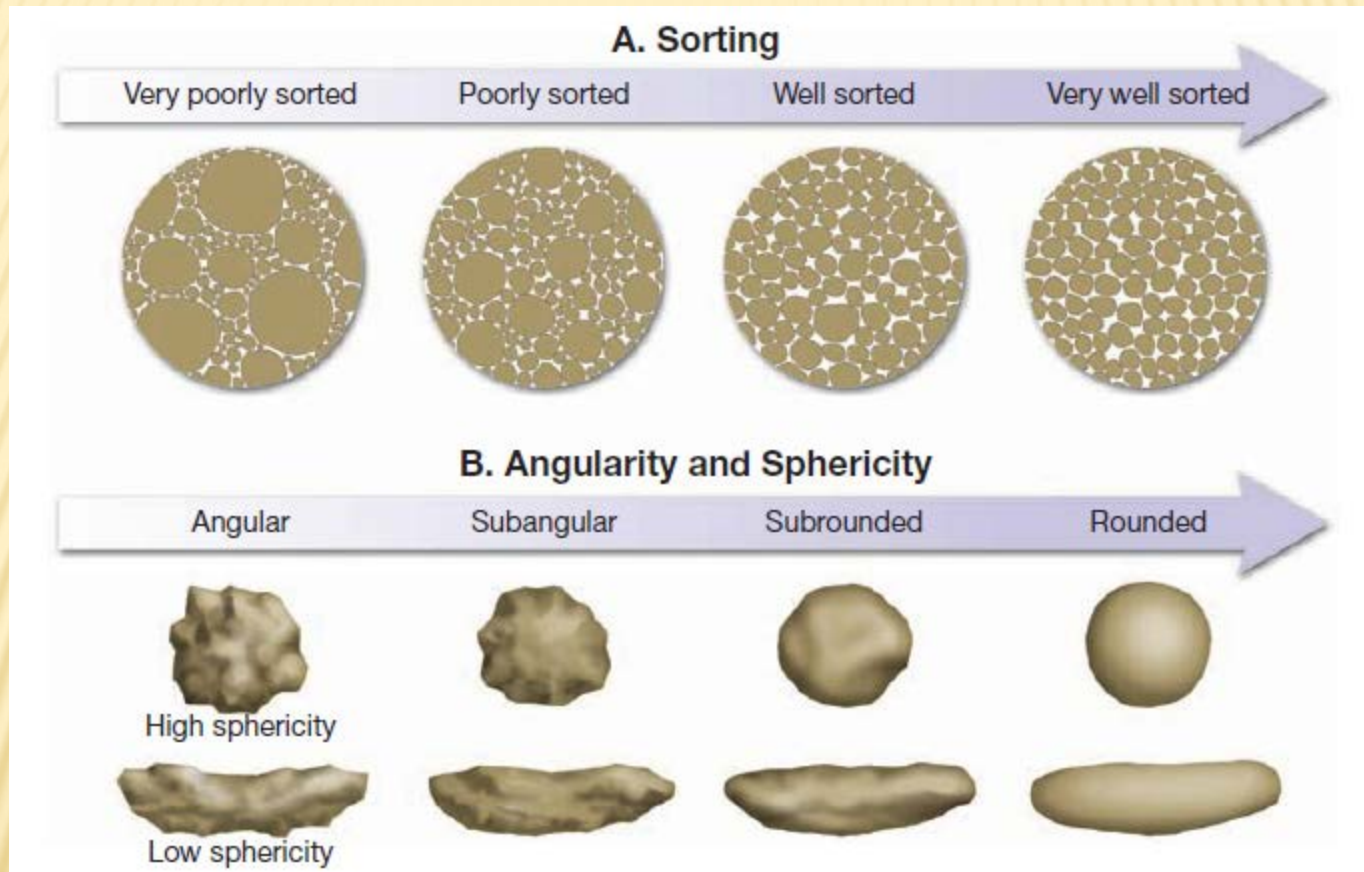 A. Sorting
Very poorly sorted Poorly sorted Well sorted Very well sorted
B. Angularity and Sphericity
Angular Subangular Subrounded Rounded
High sphericity
Low sphericity